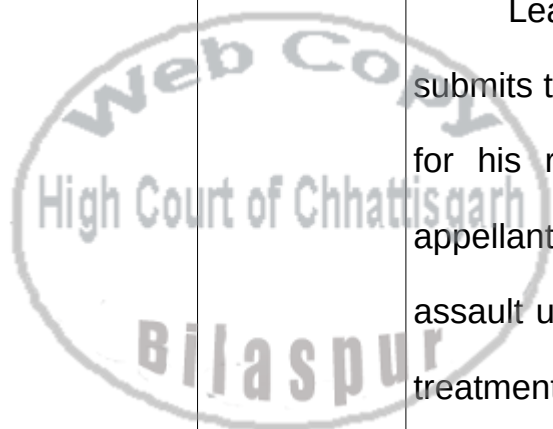 Web Copy
High Court of Chhattisgarh
Bilaspur
Lea
submits t
for his r
appellant
assault u
treatment